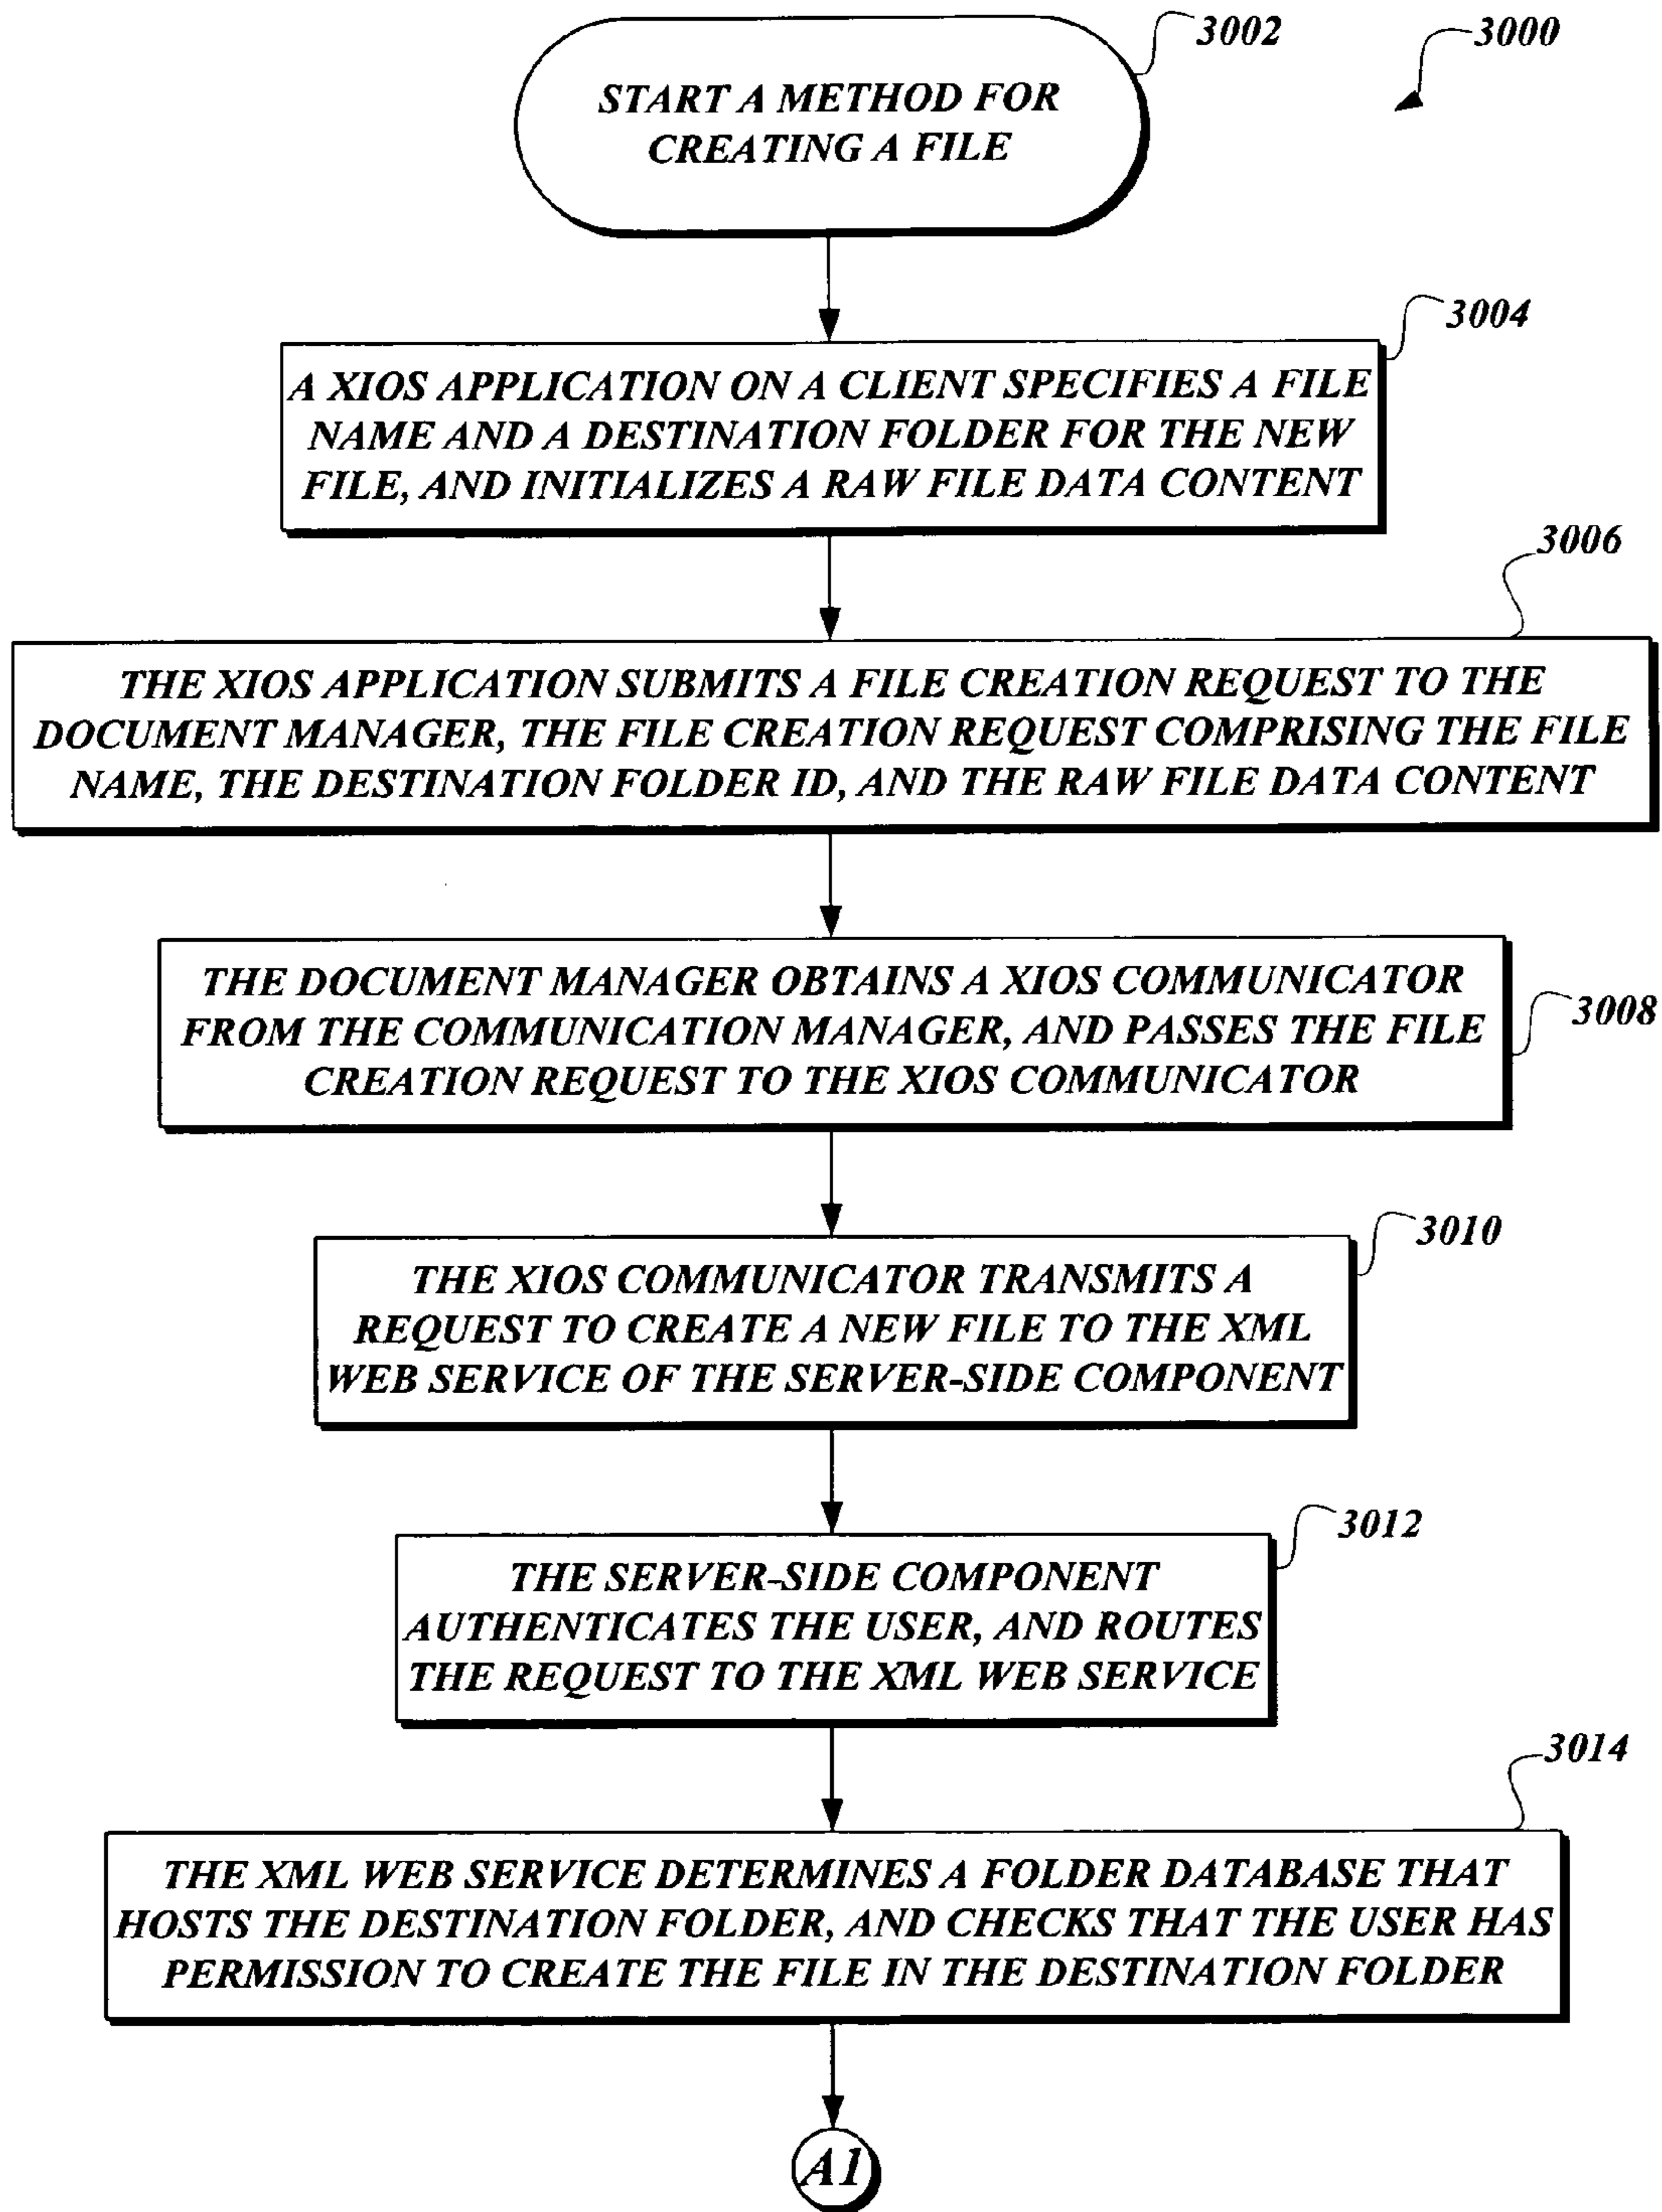 3002
3000
START A METHOD FOR
CREATING A FILE
3004
A XIOS APPLICATION ON A CLIENT SPECIFIES A FILE
NAME AND A DESTINATION FOLDER FOR THE NEW
FILE, AND INITIALIZES A RAW FILE DATA CONTENT
3006
THE XIOS APPLICATION SUBMITS A FILE CREATION REQUEST TO THE
DOCUMENT MANAGER, THE FILE CREATION REQUEST COMPRISING THE FILE
NAME, THE DESTINATION FOLDER ID, AND THE RAW FILE DATA CONTENT
3008
THE DOCUMENT MANAGER OBTAINS A XIOS COMMUNICATOR
FROM THE COMMUNICATION MANAGER, AND PASSES THE FILE
CREATION REQUEST TO THE XIOS COMMUNICATOR
3010
THE XIOS COMMUNICATOR TRANSMITS A
REQUEST TO CREATE A NEW FILE TO THE XML
WEB SERVICE OF THE SERVER-SIDE COMPONENT
3012
THE SERVER-SIDE COMPONENT
AUTHENTICATES THE USER, AND ROUTES
THE REQUEST TO THE XML WEB SERVICE
3014
THE XML WEB SERVICE DETERMINES A FOLDER DATABASE THAT
HOSTS THE DESTINATION FOLDER, AND CHECKS THAT THE USER HAS
PERMISSION TO CREATE THE FILE IN THE DESTINATION FOLDER
A1